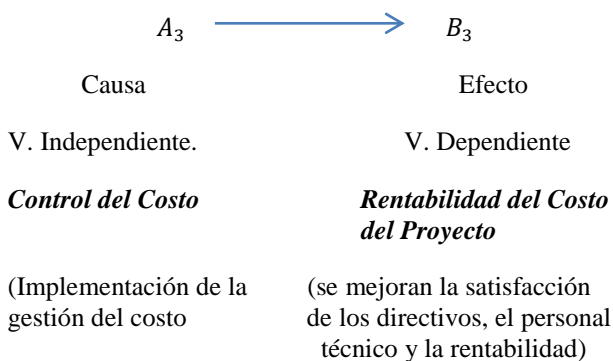 A₃ B₃
Causa Efecto
V. Independiente. V. Dependiente
Control del Costo Rentabilidad del Costo
del Proyecto
(Implementación de la (se mejoran la satisfacción
gestión del costo de los directivos, el personal
técnico y la rentabilidad)